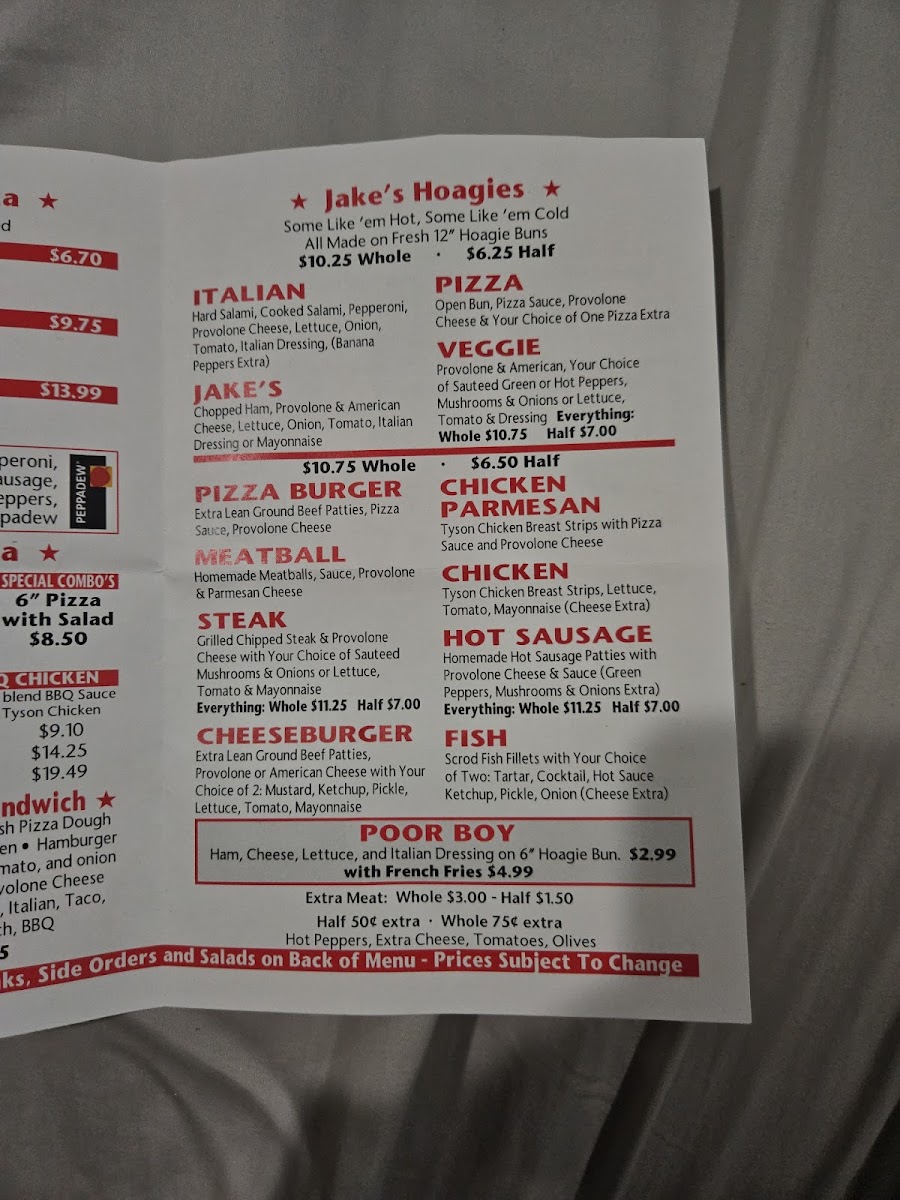 a ★
d
$6.70
$9.75
$13.99
peroni,
ausage,
eppers,
padew
PEPPADEW
a ★
SPECIAL COMBO'S
6" Pizza
with Salad
$8.50
Q CHICKEN
blend BBQ Sauce
Tyson Chicken
$9.10
$14.25
$19.49
ndwich ★
sh Pizza Dough
en • Hamburger
mato, and onion
volone Cheese
, Italian, Taco,
ch, BBQ
5
★ Jake's Hoagies ★
Some Like 'em Hot, Some Like 'em Cold
All Made on Fresh 12" Hoagie Buns
$10.25 Whole · $6.25 Half
ITALIAN
Hard Salami, Cooked Salami, Pepperoni,
Provolone Cheese, Lettuce, Onion,
Tomato, Italian Dressing, (Banana
Peppers Extra)
JAKE'S
Chopped Ham, Provolone & American
Cheese, Lettuce, Onion, Tomato, Italian
Dressing or Mayonnaise
PIZZA
Open Bun, Pizza Sauce, Provolone
Cheese & Your Choice of One Pizza Extra
VEGGIE
Provolone & American, Your Choice
of Sauteed Green or Hot Peppers,
Mushrooms & Onions or Lettuce,
Tomato & Dressing Everything:
Whole $10.75 Half $7.00
$10.75 Whole · $6.50 Half
PIZZA BURGER
Extra Lean Ground Beef Patties, Pizza
Sauce, Provolone Cheese
MEATBALL
Homemade Meatballs, Sauce, Provolone
& Parmesan Cheese
STEAK
Grilled Chipped Steak & Provolone
Cheese with Your Choice of Sauteed
Mushrooms & Onions or Lettuce,
Tomato & Mayonnaise
Everything: Whole $11.25 Half $7.00
CHEESEBURGER
Extra Lean Ground Beef Patties,
Provolone or American Cheese with Your
Choice of 2: Mustard, Ketchup, Pickle,
Lettuce, Tomato, Mayonnaise
CHICKEN
PARMESAN
Tyson Chicken Breast Strips with Pizza
Sauce and Provolone Cheese
CHICKEN
Tyson Chicken Breast Strips, Lettuce,
Tomato, Mayonnaise (Cheese Extra)
HOT SAUSAGE
Homemade Hot Sausage Patties with
Provolone Cheese & Sauce (Green
Peppers, Mushrooms & Onions Extra)
Everything: Whole $11.25 Half $7.00
FISH
Scrod Fish Fillets with Your Choice
of Two: Tartar, Cocktail, Hot Sauce
Ketchup, Pickle, Onion (Cheese Extra)
POOR BOY
Ham, Cheese, Lettuce, and Italian Dressing on 6" Hoagie Bun. $2.99
with French Fries $4.99
Extra Meat: Whole $3.00 - Half $1.50
Half 50¢ extra · Whole 75¢ extra
Hot Peppers, Extra Cheese, Tomatoes, Olives
ks, Side Orders and Salads on Back of Menu - Prices Subject To Change